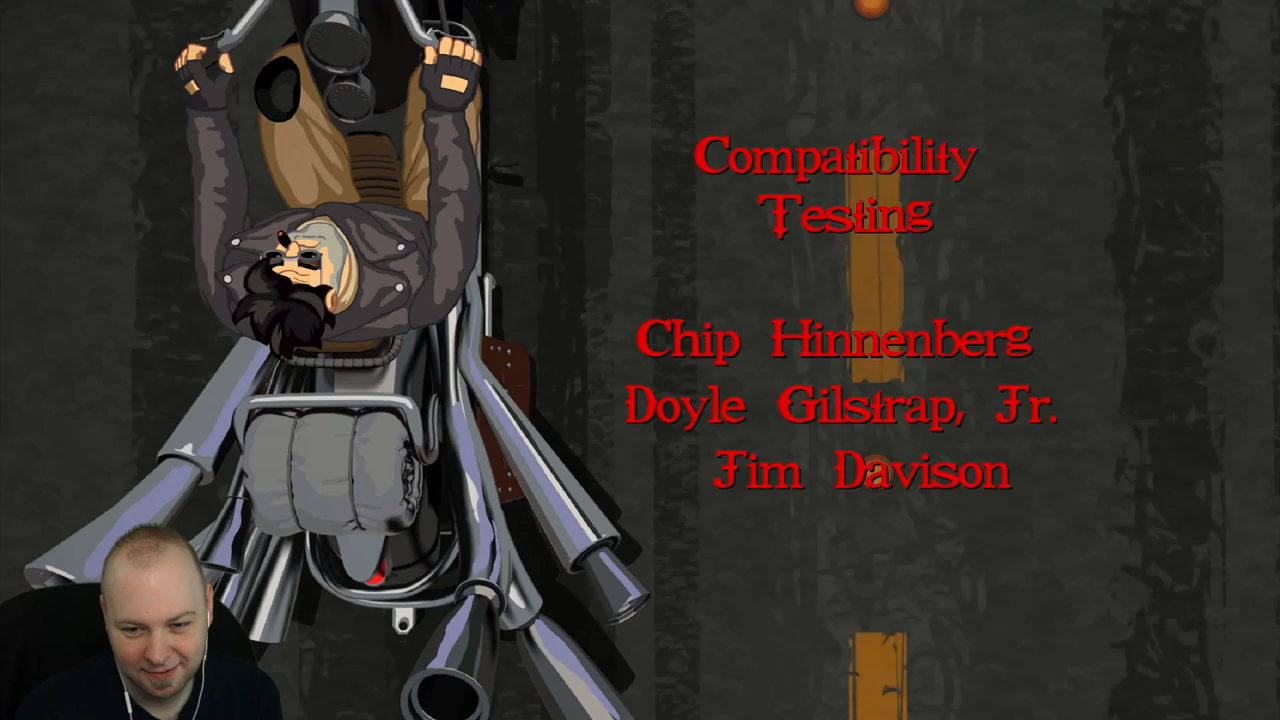 Compatibility
Testing
Chip Hinnenberg
Doyle Gilstrap, Jr.
Jim Davison